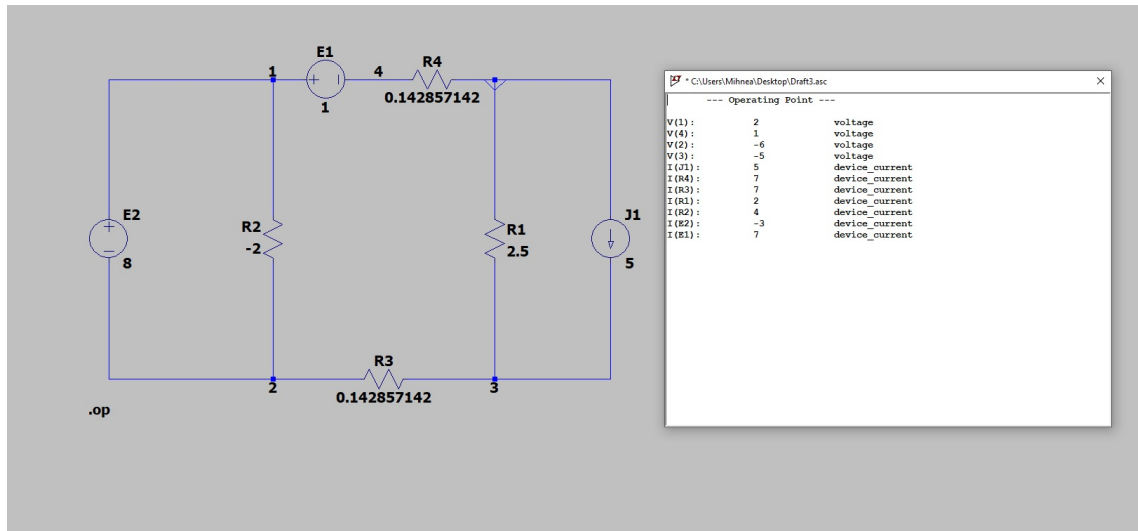 E1
1
4
R4
1
0.142857142
E2
8
R2
-2
R1
2.5
J1
5
R3
2
3
0.142857142
.op
* C:\Users\Mihnea\Desktop\Draft3.asc
--- Operating Point ---
V(1): 2 voltage
V(4): 1 voltage
V(2): -6 voltage
V(3): -5 voltage
I(J1): 5 device_current
I(R4): 7 device_current
I(R3): 7 device_current
I(R1): 2 device_current
I(R2): 4 device_current
I(E2): -3 device_current
I(E1): 7 device_current